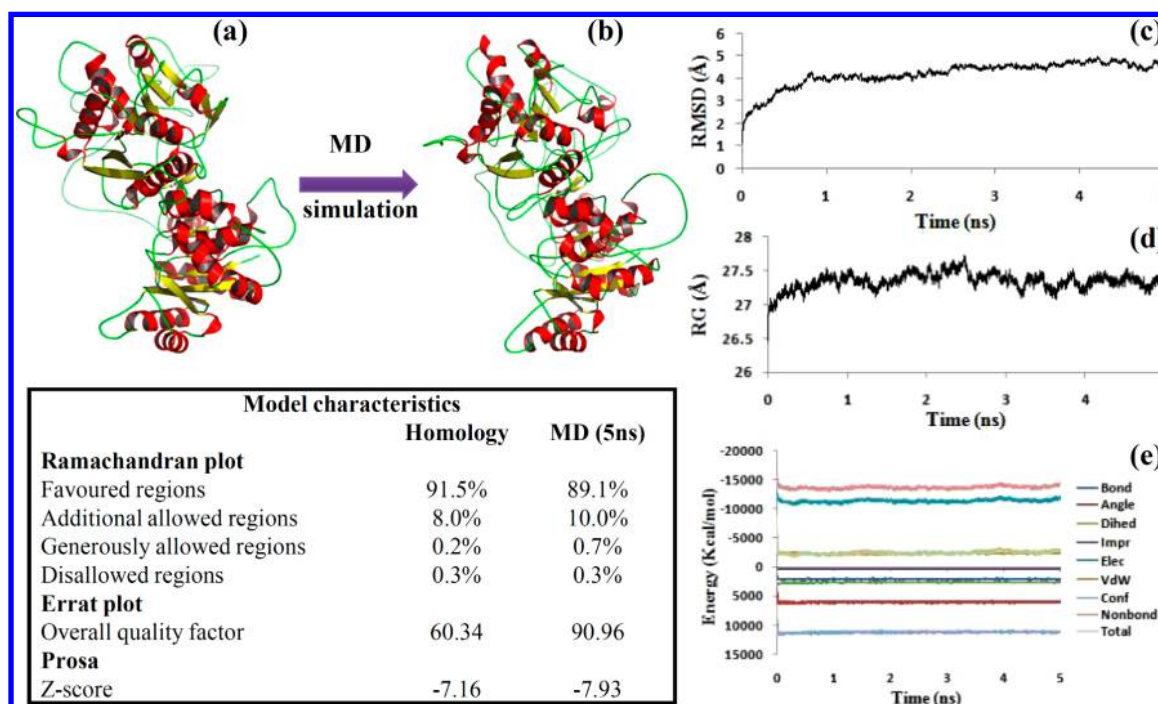 (a)
(b)
MD
simulation
Model characteristics
Homology MD (5ns)
Ramachandran plot
Favoured regions 91.5% 89.1%
Additional allowed regions 8.0% 10.0%
Generously allowed regions 0.2% 0.7%
Disallowed regions 0.3% 0.3%
Errat plot
Overall quality factor 60.34 90.96
Prosa
Z-score -7.16 -7.93
(c)
RMSD (Å)
6
5
4
3
2
1
0
0 1 2 3 4
Time (ns)
(d)
RG (Å)
28
27.5
27
26.5
26
0 1 2 3 4
Time (ns)
(e)
Energy (Kcal/mol)
-20000
-15000
-10000
-5000
0
5000
10000
15000
0 1 2 3 4 5
Time (ns)
Bond
Angle
Dihed
Impr
Elec
VdW
Conf
Nonbond
Total